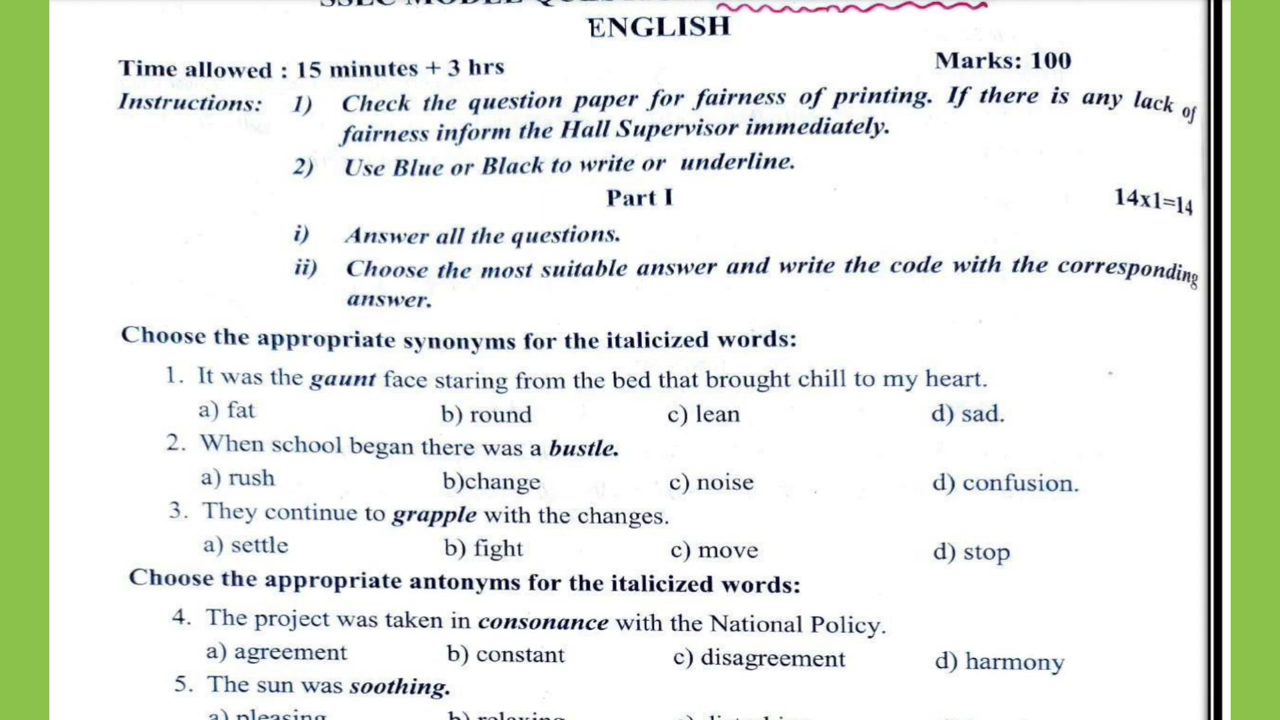 ENGLISH
Time allowed : 15 minutes + 3 hrs Marks: 100
Instructions: 1) Check the question paper for fairness of printing. If there is any lack of
fairness inform the Hall Supervisor immediately.
2) Use Blue or Black to write or underline.
Part I 14x1=14
i) Answer all the questions.
ii) Choose the most suitable answer and write the code with the corresponding
answer.
Choose the appropriate synonyms for the italicized words:
1. It was the gaunt face staring from the bed that brought chill to my heart.
a) fat b) round c) lean d) sad.
2. When school began there was a bustle.
a) rush b)change c) noise d) confusion.
3. They continue to grapple with the changes.
a) settle b) fight c) move d) stop
Choose the appropriate antonyms for the italicized words:
4. The project was taken in consonance with the National Policy.
a) agreement b) constant c) disagreement d) harmony
5. The sun was soothing.
a) pleasing b) relaxing